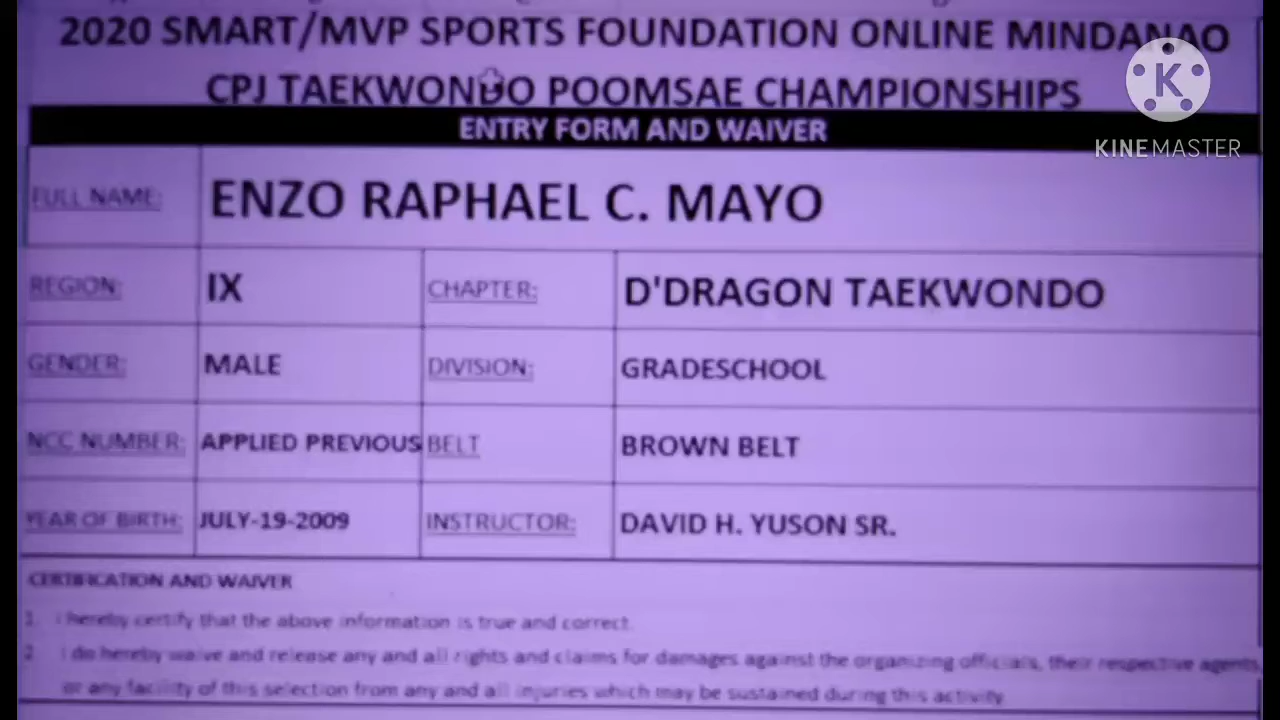 2020 SMART/MVP SPORTS FOUNDATION ONLINE MINDANAO
CPJ TAEKWONDO POOMSAE CHAMPIONSHIPS
ENTRY FORM AND WAIVER
KINEMASTER
FULL NAME: ENZO RAPHAEL C. MAYO
REGION: IX CHAPTER: D'DRAGON TAEKWONDO
GENDER: MALE DIVISION: GRADESCHOOL
NCC NUMBER: APPLIED PREVIOUS BELT BROWN BELT
YEAR OF BIRTH: JULY-19-2009 INSTRUCTOR: DAVID H. YUSON SR.
CERTIFICATION AND WAIVER
1. I hereby certify that the above information is true and correct.
2. I do hereby waive and release any and all rights and claims for damages against the organizing officials, their respective agents,
or any facility of this selection from any and all injuries which may be sustained during this activity